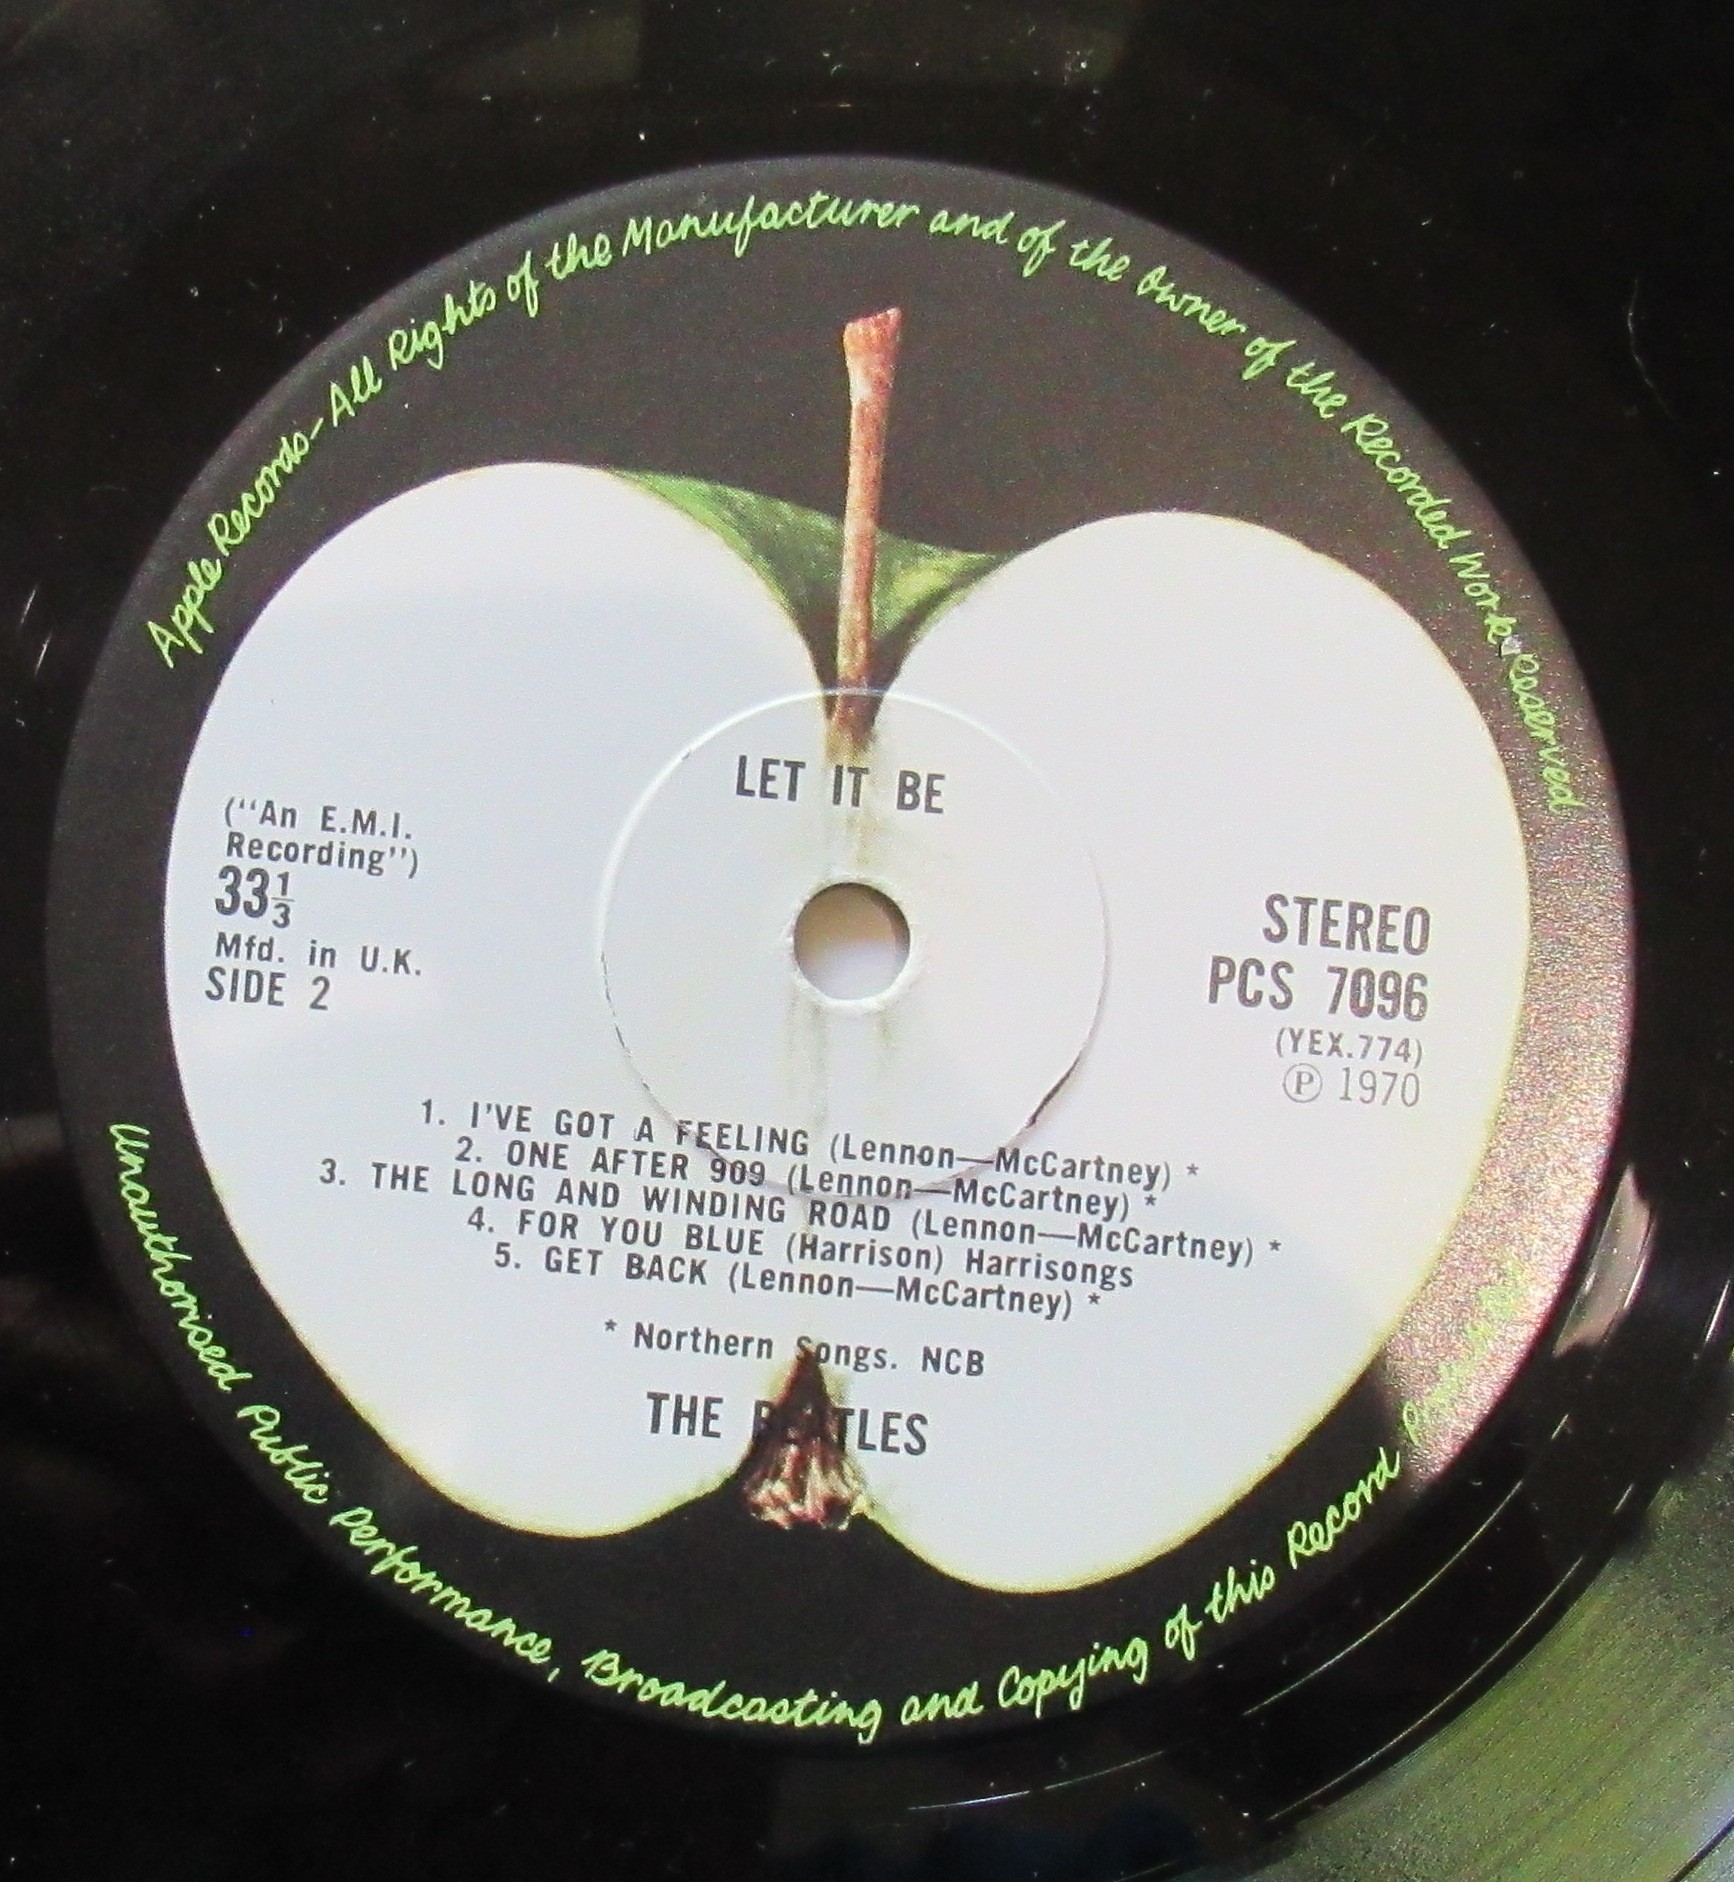 Apple Records–All Rights of the Manufacturer and of the Owner of the Recorded Work Reserved
LET IT BE
("An E.M.I.
Recording")
33⅓
Mfd. in U.K.
SIDE 2
STEREO
PCS 7096
(YEX.774)
Ⓟ 1970
1. I'VE GOT A FEELING (Lennon—McCartney) *
2. ONE AFTER 909 (Lennon—McCartney) *
3. THE LONG AND WINDING ROAD (Lennon—McCartney) *
4. FOR YOU BLUE (Harrison) Harrisongs
5. GET BACK (Lennon—McCartney) *
* Northern Songs. NCB
THE BEATLES
Unauthorised Public Performance, Broadcasting and Copying of this Record Prohibited